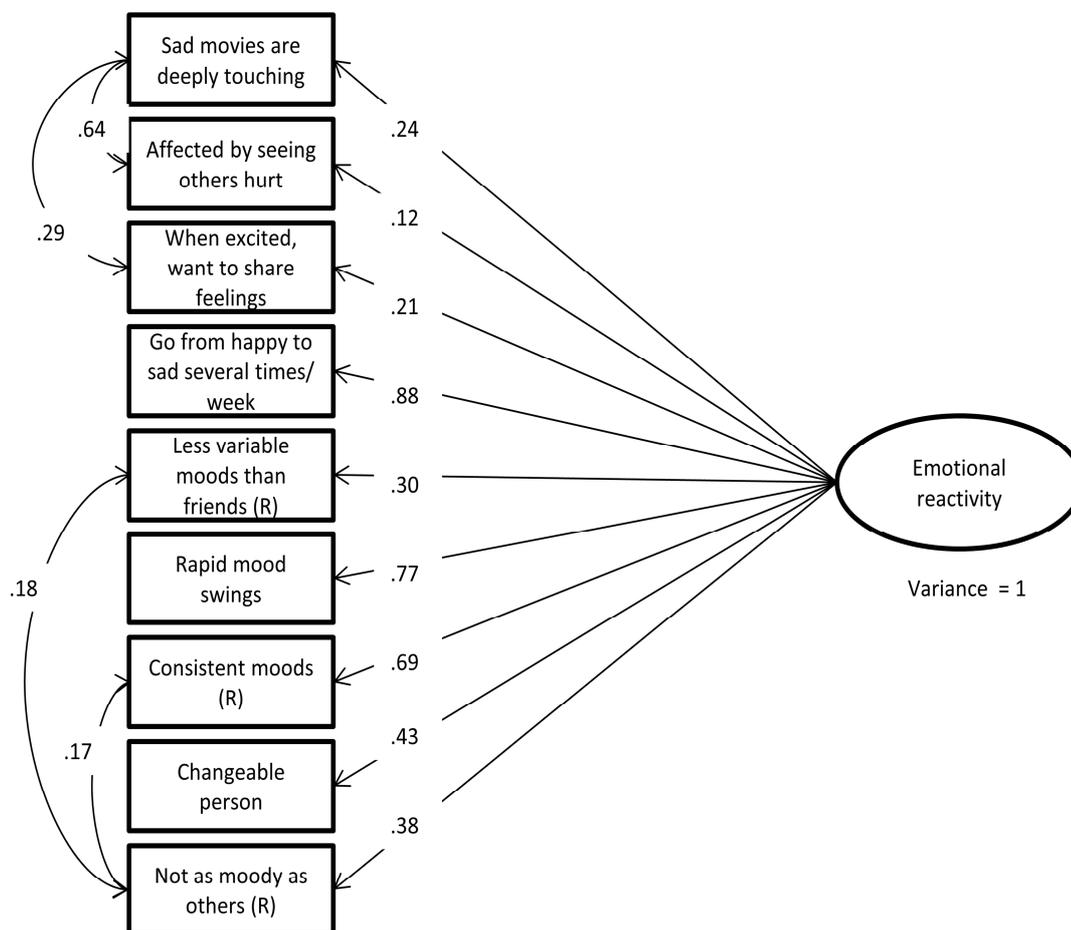 Sad movies are
deeply touching
.24
.64
Affected by seeing
others hurt
.12
.29
When excited,
want to share
feelings
.21
Go from happy to
sad several times/
week
.88
Less variable
moods than
friends (R)
.30
Emotional
reactivity
Variance = 1
Rapid mood
swings
.77
.18
Consistent moods
(R)
.69
.17
Changeable
person
.43
Not as moody as
others (R)
.38